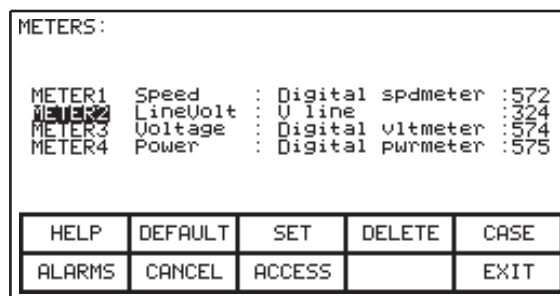 METERS:
METER1 Speed : Digital spdmeter :572
METER2 LineVolt : V line :324
METER3 Voltage : Digital vltmeter :574
METER4 Power : Digital pwrmeter :575
HELP DEFAULT SET DELETE CASE
ALARMS CANCEL ACCESS EXIT